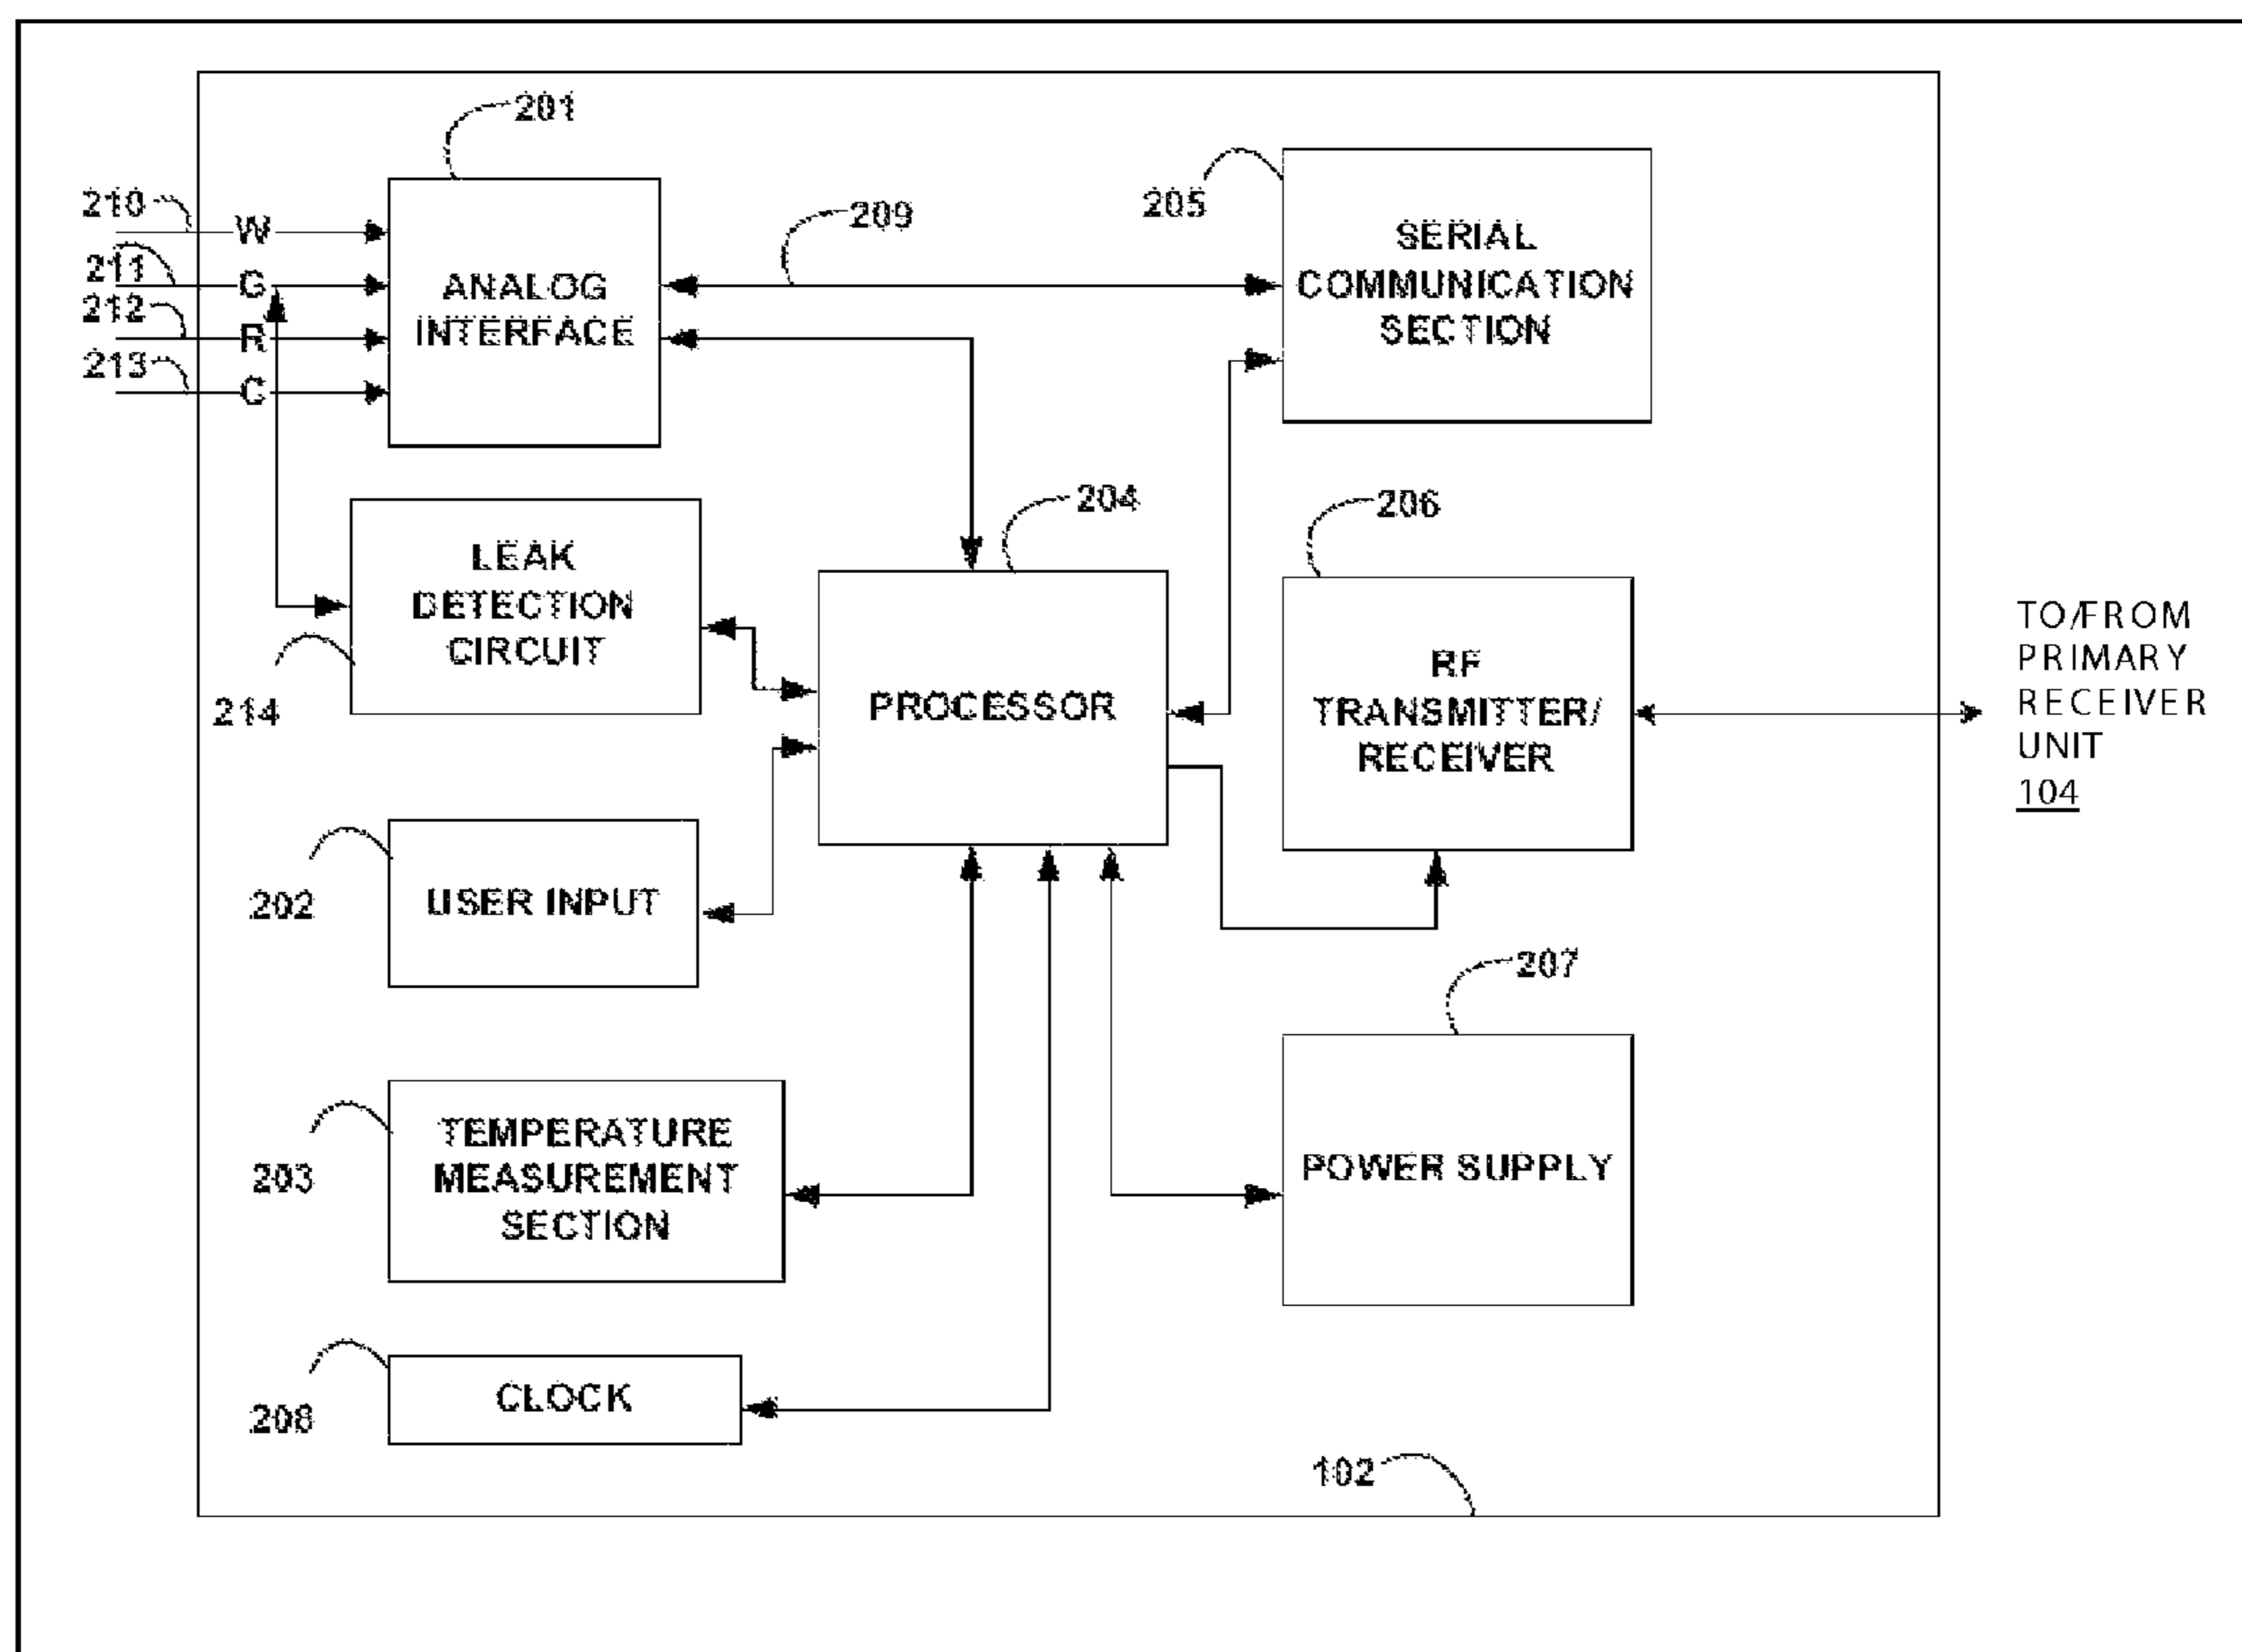 201
210
W
209
205
SERIAL
COMMUNICATION
SECTION
211
G
ANALOG
INTERFACE
212
R
213
C
204
206
LEAK
DETECTION
CIRCUIT
214
PROCESSOR
RF
TRANSMITTER/
RECEIVER
TO/FROM
PRIMARY
RECEIVER
UNIT
104
202
USER INPUT
207
203
TEMPERATURE
MEASUREMENT
SECTION
POWER SUPPLY
208
CLOCK
102